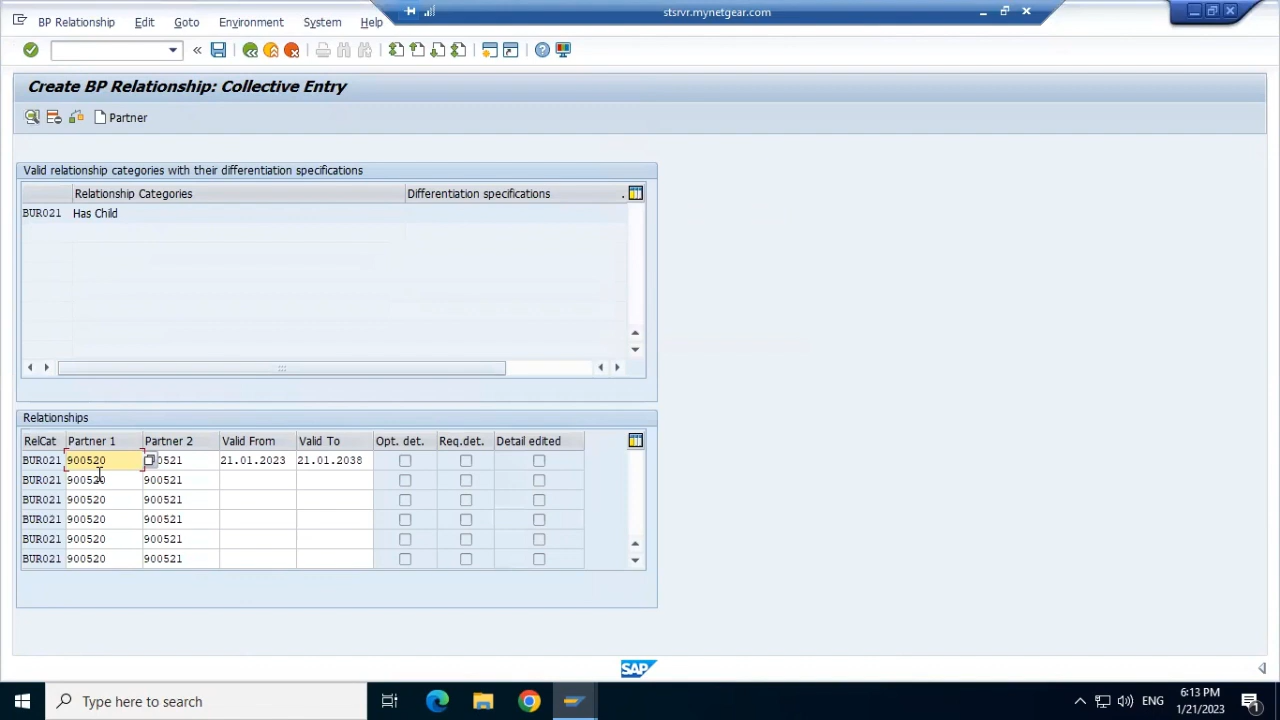 stsrvr.mynetgear.com
BP Relationship Edit Goto Environment System Help
Create BP Relationship: Collective Entry
Partner
Valid relationship categories with their differentiation specifications
Relationship Categories Differentiation specifications .
BUR021 Has Child
Relationships
RelCat Partner 1 Partner 2 Valid From Valid To Opt. det. Req.det. Detail edited
BUR021 900520 0521 21.01.2023 21.01.2038
BUR021 900520 900521
BUR021 900520 900521
BUR021 900520 900521
BUR021 900520 900521
BUR021 900520 900521
SAP
Type here to search
ENG
6:13 PM
1/21/2023
1